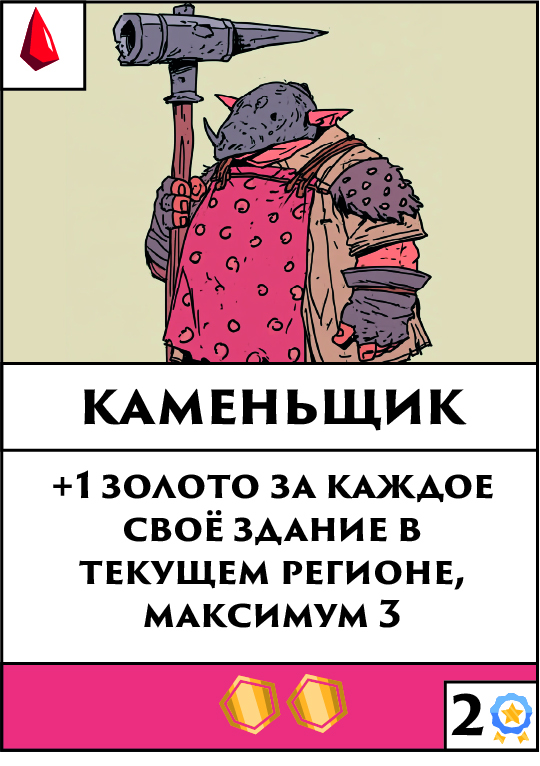 КАМЕНЬЩИК
+1 ЗОЛОТО ЗА КАЖДОЕ
СВОЁ ЗДАНИЕ В
ТЕКУЩЕМ РЕГИОНЕ,
МАКСИМУМ 3
2